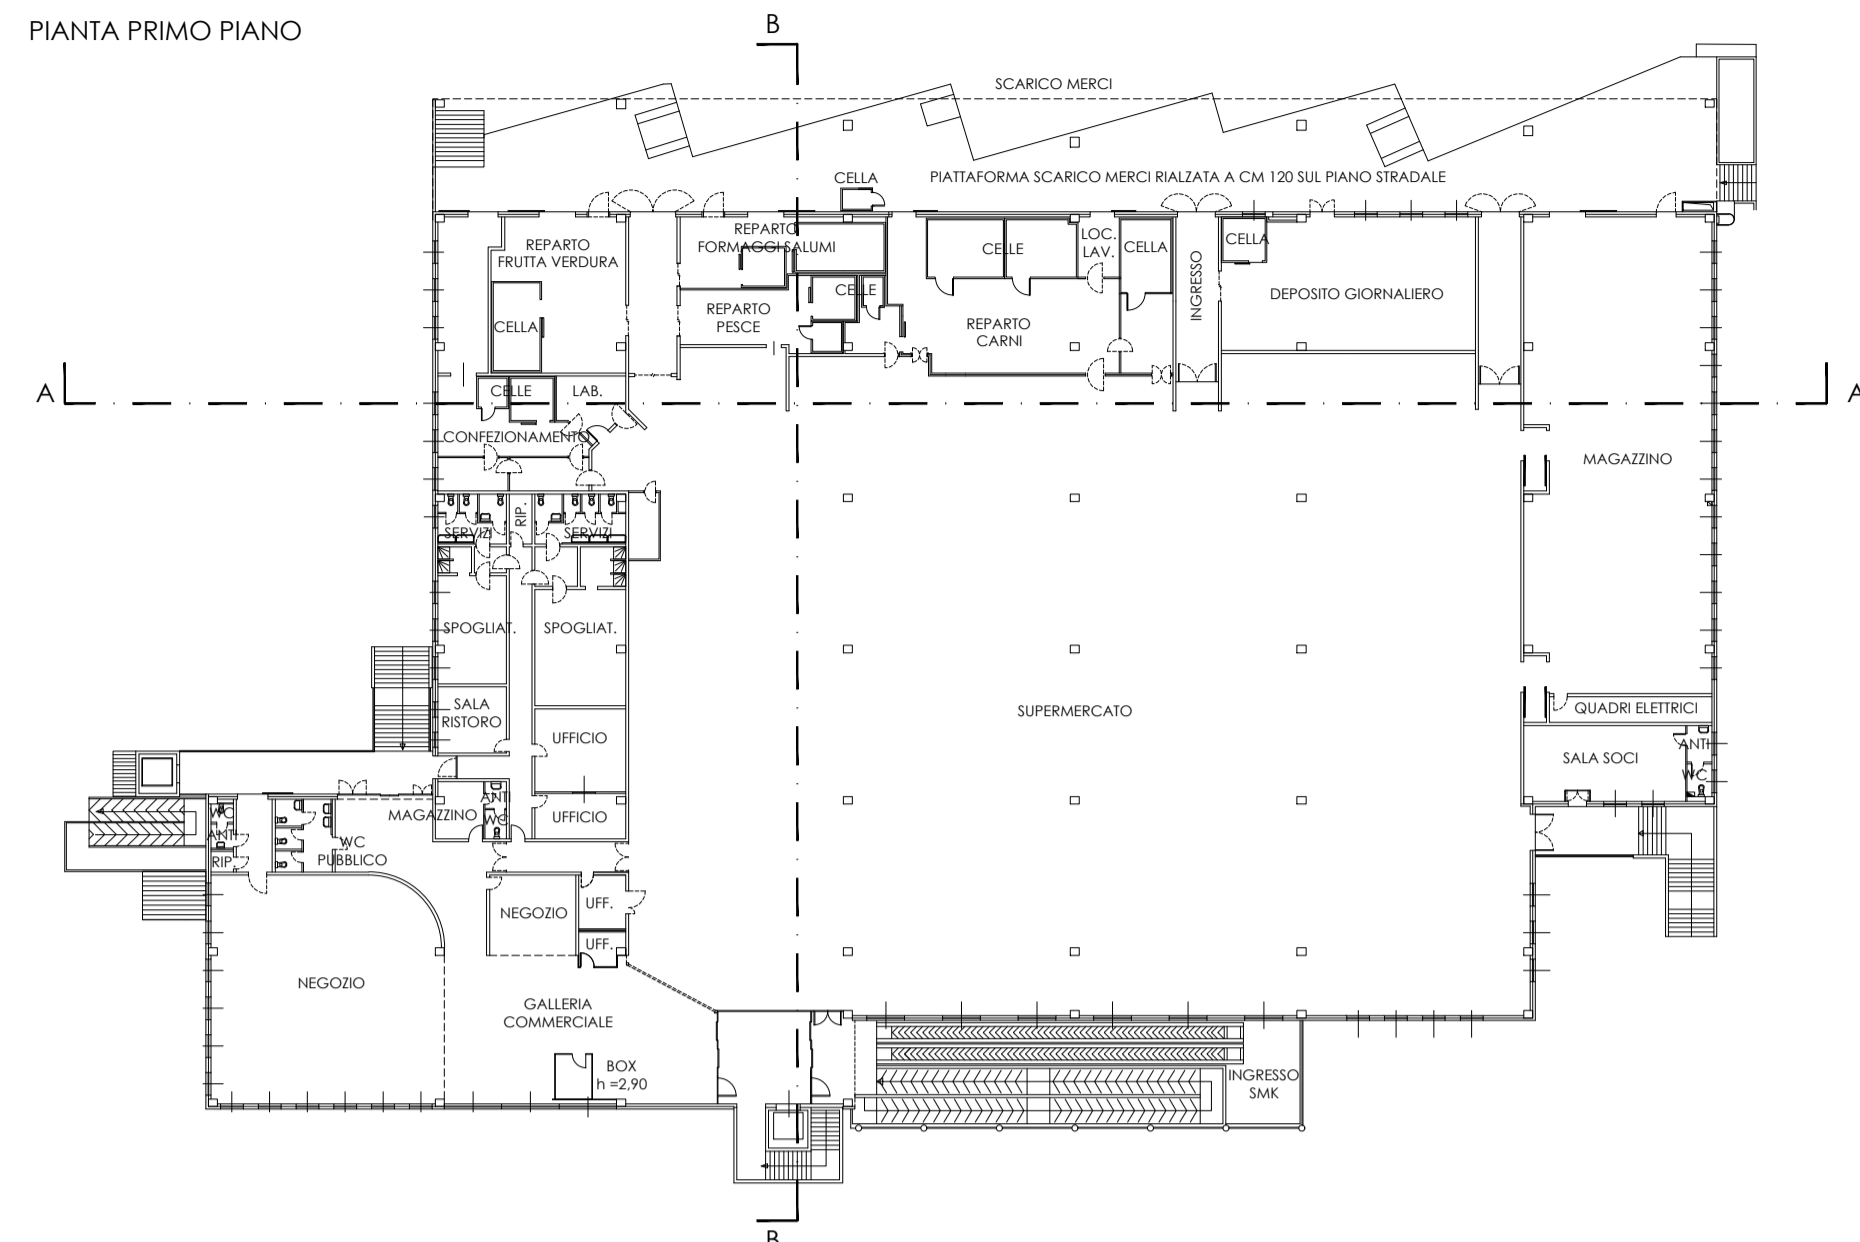 PIANTA PRIMO PIANO
B
SCARICO MERCI
CELLA
PIATTAFORMA SCARICO MERCI RIALZATA A CM 120 SUL PIANO STRADALE
REPARTO
FRUTTA VERDURA
REPARTO
FORMAGGI SALUMI
CELLE
LOC.
LAV.
CELLA
INGRESSO
CELLA
DEPOSITO GIORNALIERO
CELLA
REPARTO
PESCE
CELLE
REPARTO
CARNI
A
A
CELLE
LAB.
CONFEZIONAMENTO
MAGAZZINO
SERVIZI
RIP.
SERVIZI
SPOGLIAT.
SPOGLIAT.
SALA
RISTORO
UFFICIO
SUPERMERCATO
QUADRI ELETTRICI
SALA SOCI
ANTI
WC
MAGAZZINO
ANTI
WC
UFFICIO
WC
ANTI
RIP.
WC
PUBBLICO
NEGOZIO
UFF.
UFF.
NEGOZIO
GALLERIA
COMMERCIALE
BOX
h =2,90
INGRESSO
SMK
B